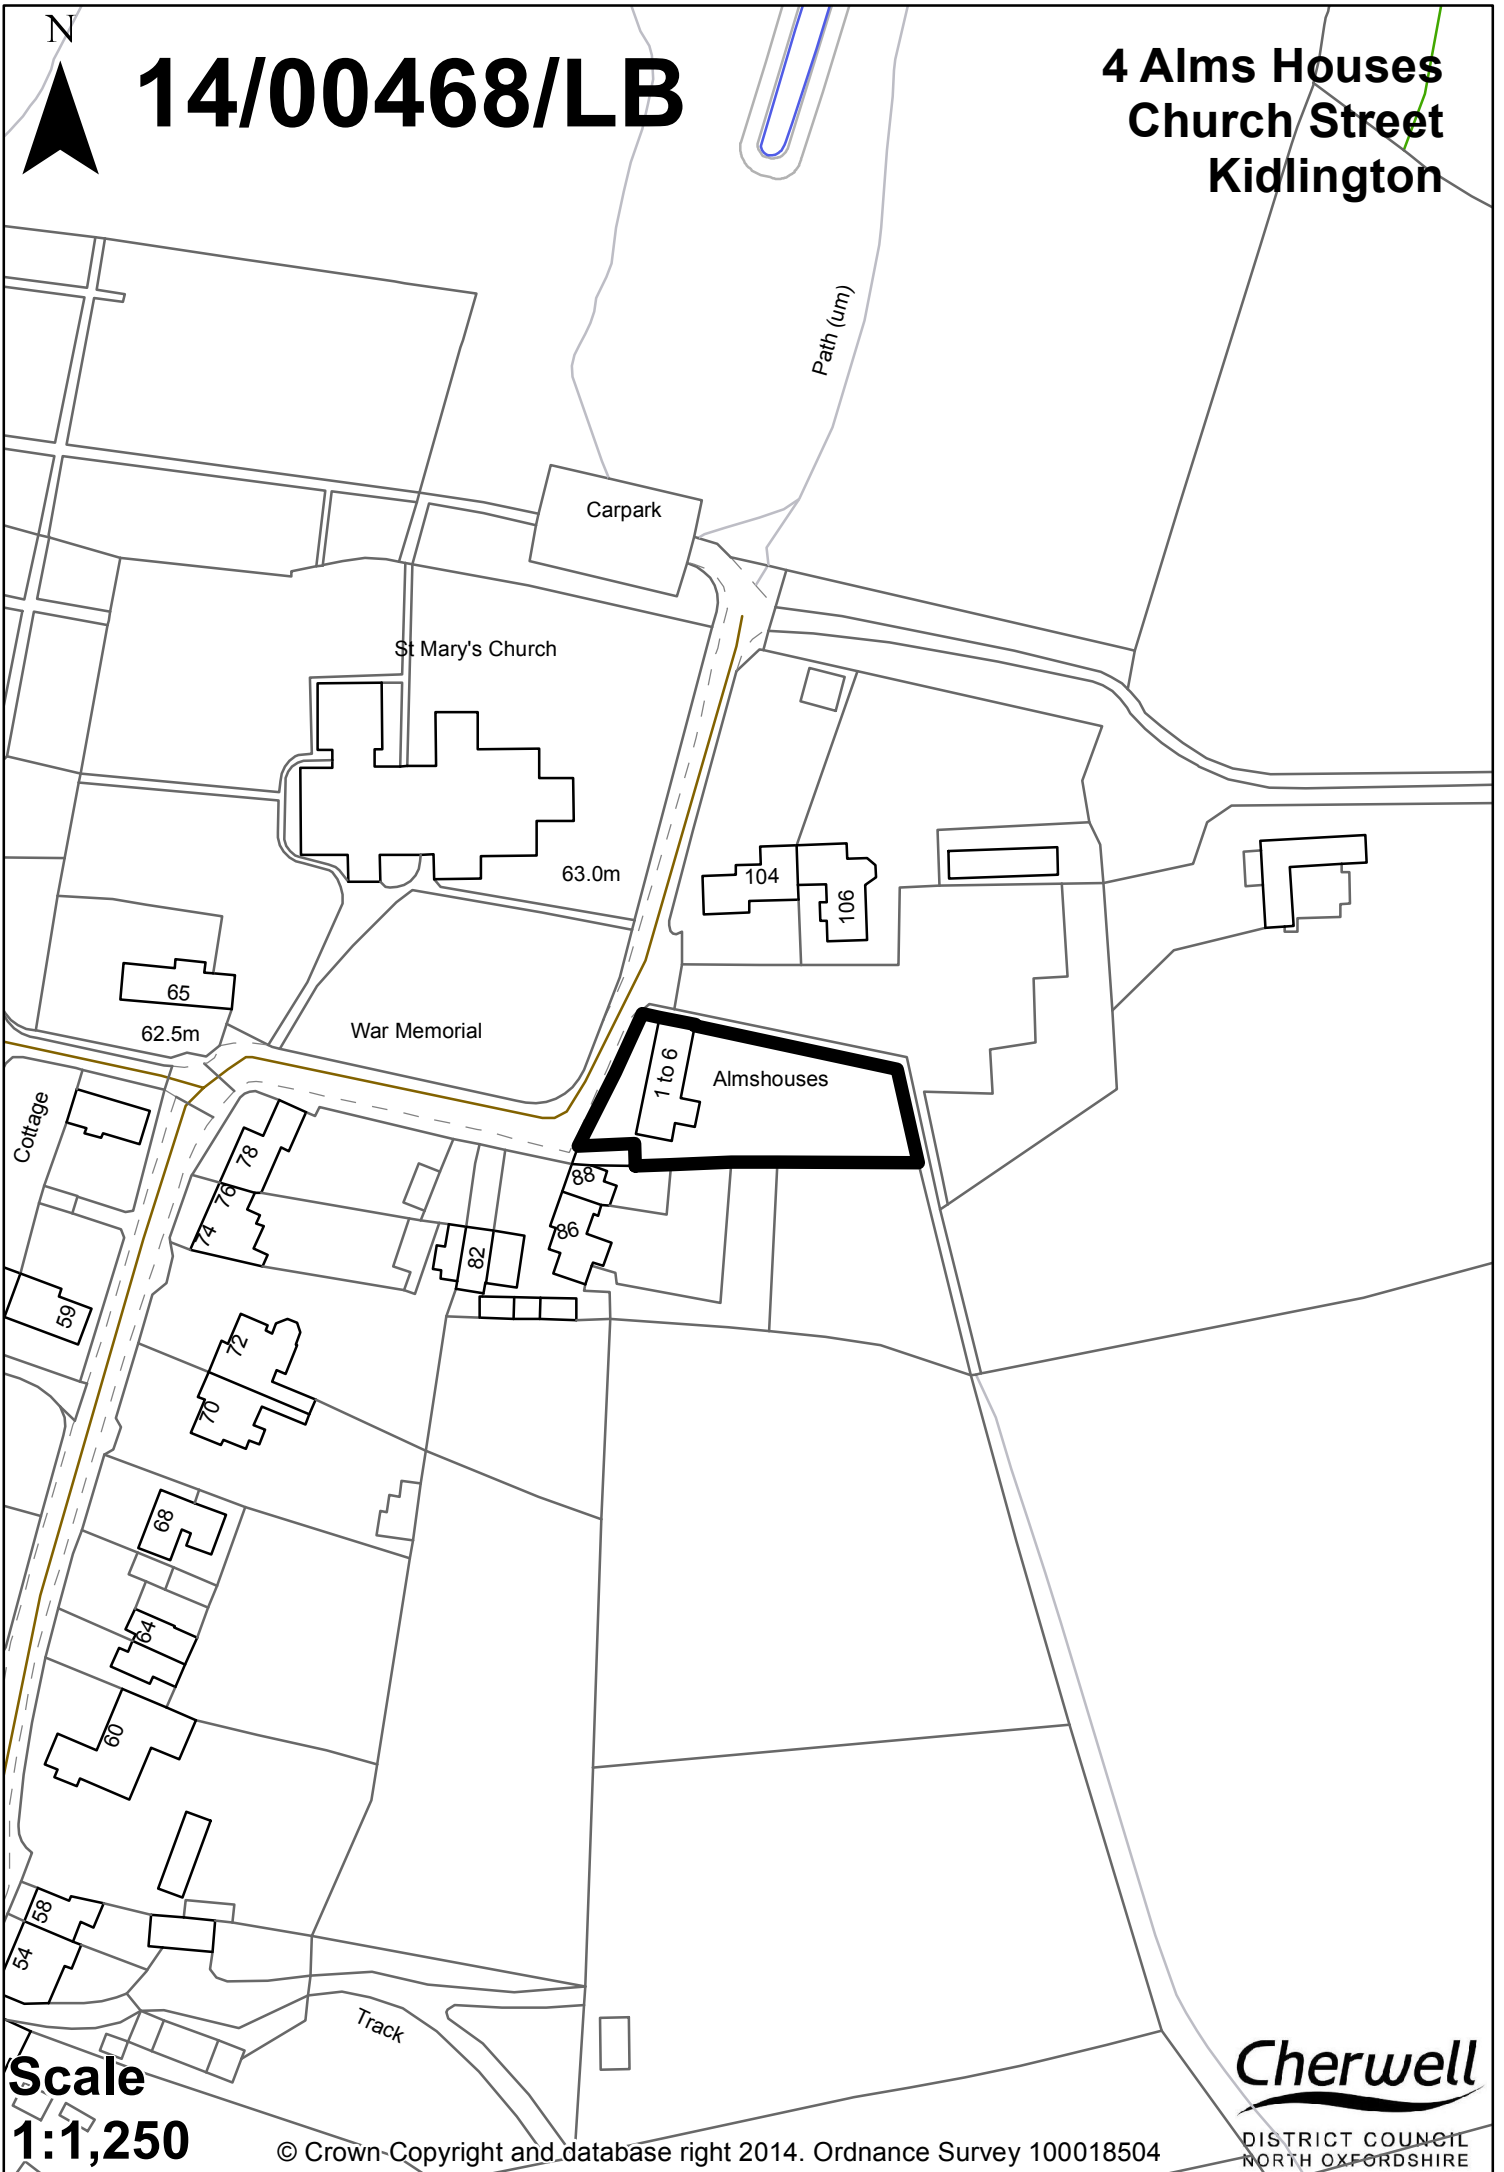 N
14/00468/LB
4 Alms Houses
Church Street
Kidlington
Path (um)
Carpark
St Mary's Church
63.0m
104
106
65
62.5m
War Memorial
1 to 6
Almshouses
Cottage
78
76
74
88
86
82
59
72
70
68
64
60
58
54
Track
Scale
1:1,250
© Crown Copyright and database right 2014. Ordnance Survey 100018504
Cherwell
DISTRICT COUNCIL
NORTH OXFORDSHIRE